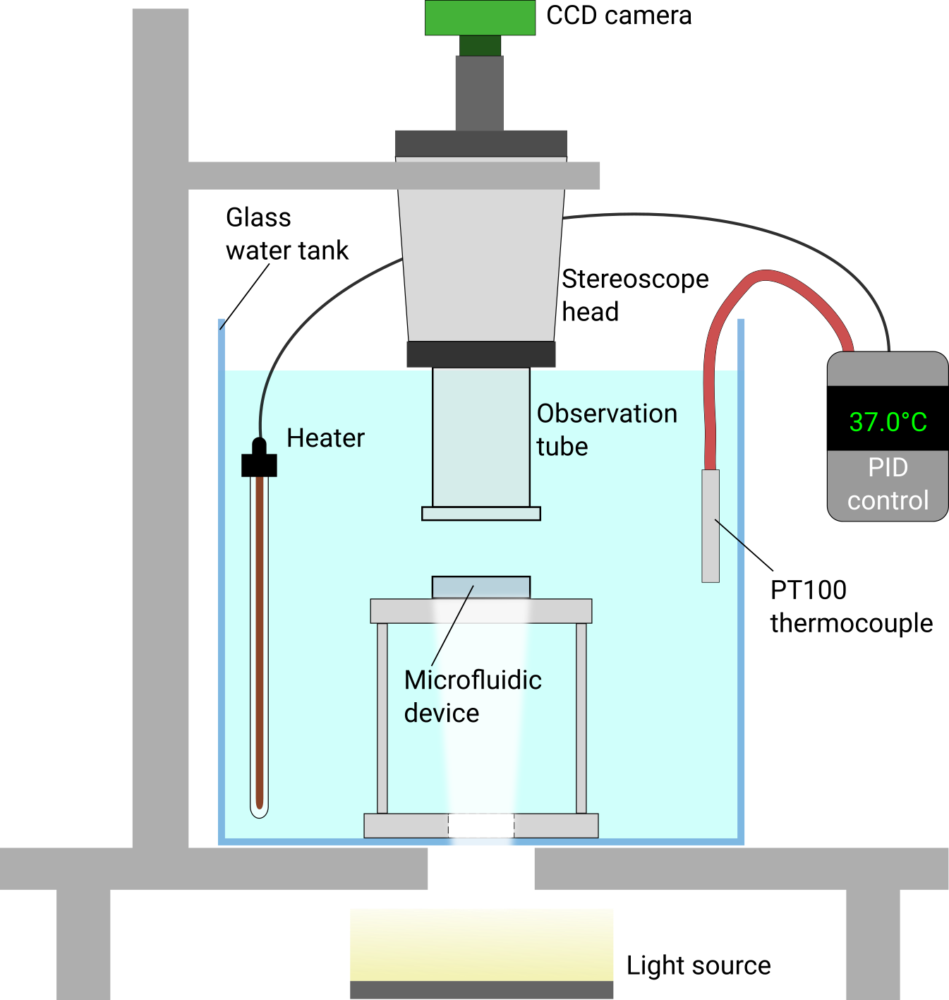 CCD camera
Glass
water tank
Stereoscope
head
Observation
tube
Heater
37.0°C
PID
control
PT100
thermocouple
Microfluidic
device
Light source